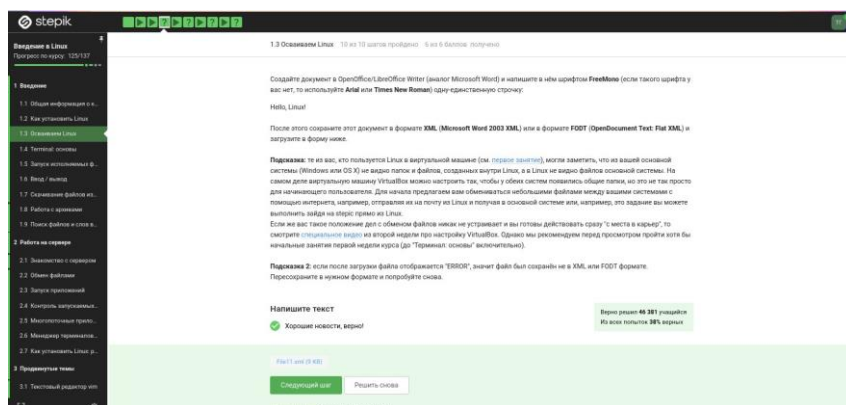 stepik
Введение в Linux
Прогресс по курсу: 125/137
1 Введение
1.1 Общая информация о к...
1.2 Как установить Linux
1.3 Осваиваем Linux
1.4 Terminal: основы
1.5 Запуск исполняемых ф...
1.6 Ввод / вывод
1.7 Скачивание файлов из...
1.8 Работа с архивами
1.9 Поиск файлов и слов в...
2 Работа на сервере
2.1 Знакомство с сервером
2.2 Обмен файлами
2.3 Запуск приложений
2.4 Контроль запускаемых...
2.5 Многопоточные прило...
2.6 Менеджер терминалов...
2.7 Как установить Linux: р...
3 Продвинутые темы
3.1 Текстовый редактор vim
1.3 Осваиваем Linux 10 из 10 шагов пройдено 6 из 6 баллов получено
Создайте документ в OpenOffice/LibreOffice Writer (аналог Microsoft Word) и напишите в нём шрифтом FreeMono (если такого шрифта у
вас нет, то используйте Arial или Times New Roman) одну-единственную строчку:
Hello, Linux!
После этого сохраните этот документ в формате XML (Microsoft Word 2003 XML) или в формате FODT (OpenDocument Text: Flat XML) и
загрузите в форму ниже.
Подсказка: те из вас, кто пользуется Linux в виртуальной машине (см. первое занятие), могли заметить, что из вашей основной
системы (Windows или OS X) не видно папок и файлов, созданных внутри Linux, а в Linux не видно файлов основной системы. На
самом деле виртуальную машину VirtualBox можно настроить так, чтобы у обеих систем появились общие папки, но это не так просто
для начинающего пользователя. Для начала предлагаем вам обмениваться небольшими файлами между вашими системами с
помощью интернета, например, отправляя их на почту из Linux и получая в основной системе или, например, это задание вы можете
выполнить зайдя на stepic прямо из Linux.
Если же вас такое положение дел с обменом файлов никак не устраивает и вы готовы действовать сразу "с места в карьер", то
смотрите специальное видео из второй недели про настройку VirtualBox. Однако мы рекомендуем перед просмотром пройти хотя бы
начальные занятия первой недели курса (до "Терминал: основы" включительно).
Подсказка 2: если после загрузки файла отображается "ERROR", значит файл был сохранён не в XML или FODT формате.
Пересохраните в нужном формате и попробуйте снова.
Напишите текст
Хорошие новости, верно!
Верно решил 46 381 учащийся
Из всех попыток 38% верных
File11.xml (9 KB)
Следующий шаг
Решить снова